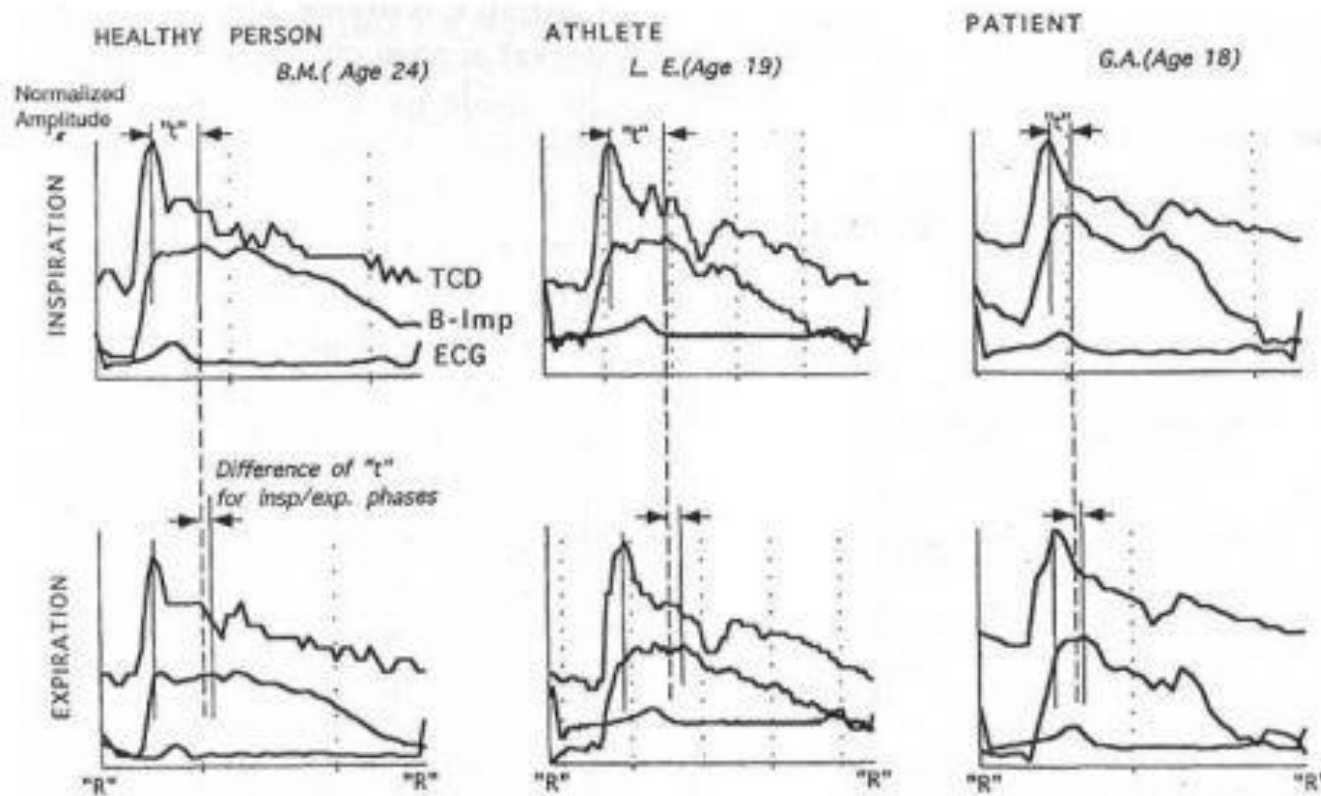 HEALTHY PERSON
B.M.( Age 24)
ATHLETE
L. E.(Age 19)
PATIENT
G.A.(Age 18)
Normalized
Amplitude
"t"
"t"
"t"
INSPIRATION
TCD
B-Imp
ECG
Difference of "t"
for insp/exp. phases
EXPIRATION
"R"
"R"
"R"
"R"
"R"
"R"